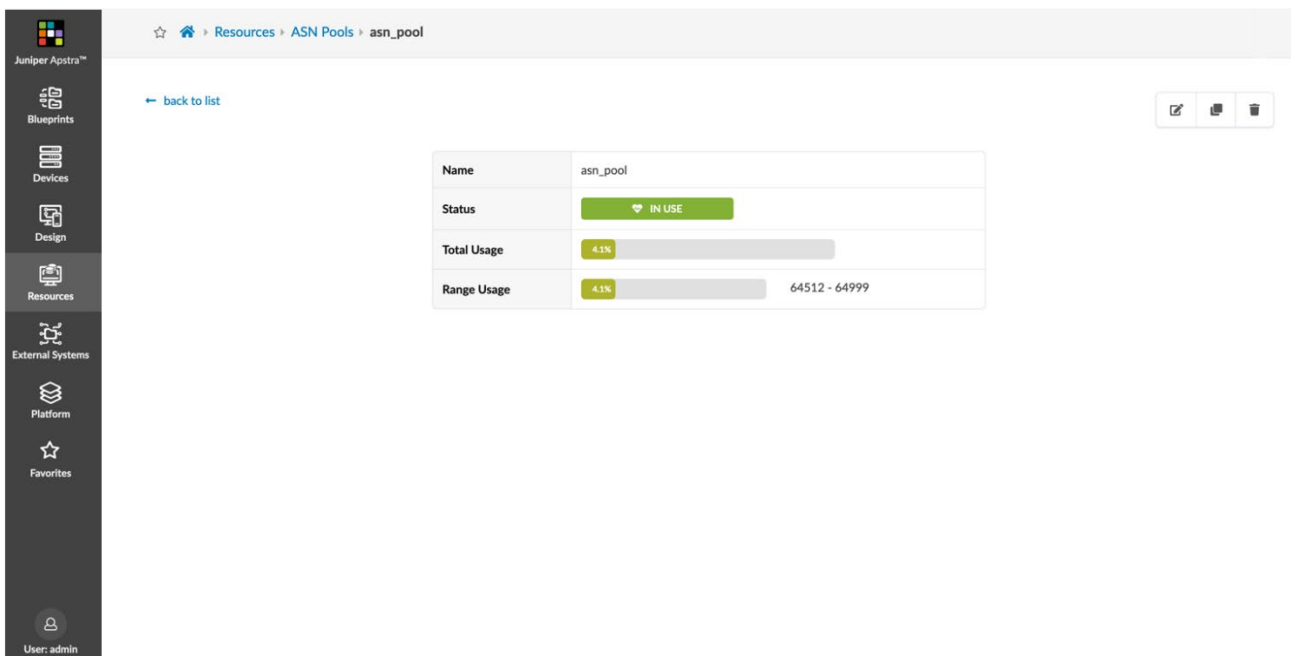 Juniper Apstra™
Resources ASN Pools asn_pool
Blueprints
Devices
Design
Resources
External Systems
Platform
Favorites
User: admin
← back to list
Name asn_pool
Status IN USE
Total Usage 4.1%
Range Usage 4.1% 64512 - 64999